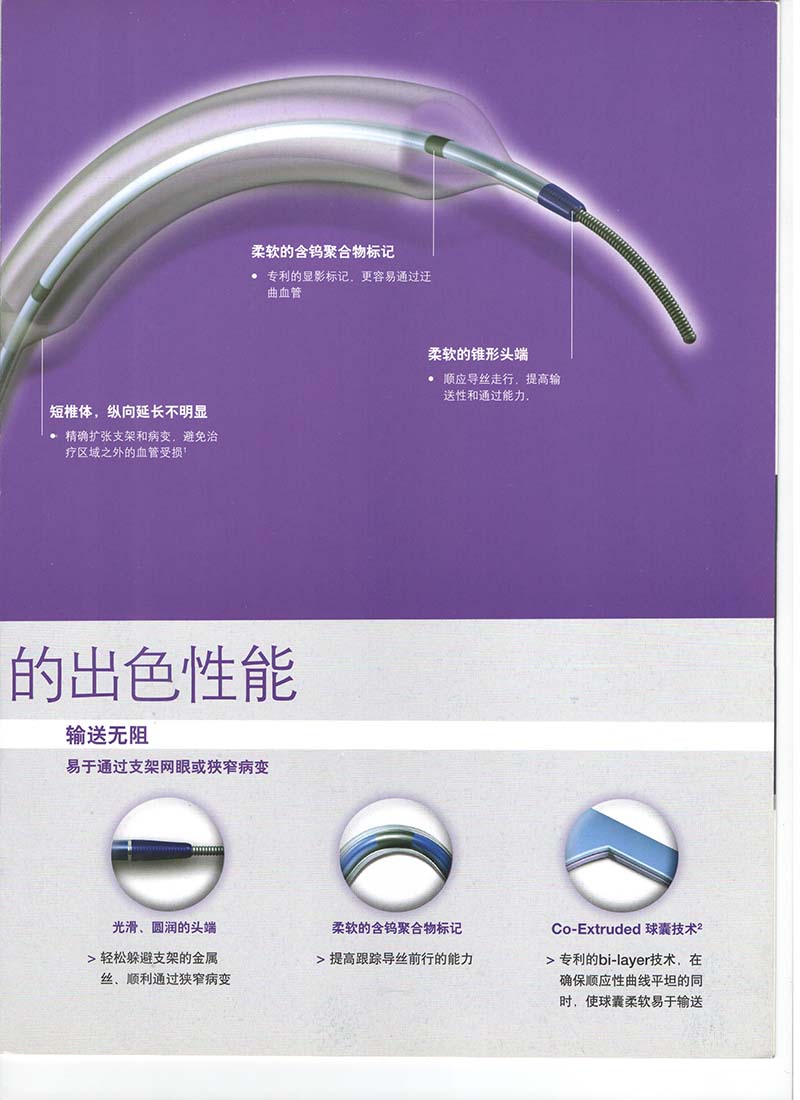 柔软的含钨聚合物标记
● 专利的显影标记，更容易通过迂
曲血管
柔软的锥形头端
● 顺应导丝走行，提高输
送性和通过能力．
短椎体，纵向延长不明显
● 精确扩张支架和病变，避免治
疗区域之外的血管受损¹
的出色性能
输送无阻
易于通过支架网眼或狭窄病变
光滑、圆润的头端
> 轻松躲避支架的金属
丝、顺利通过狭窄病变
柔软的含钨聚合物标记
> 提高跟踪导丝前行的能力
Co-Extruded 球囊技术²
> 专利的bi-layer技术，在
确保顺应性曲线平坦的同
时，使球囊柔软易于输送